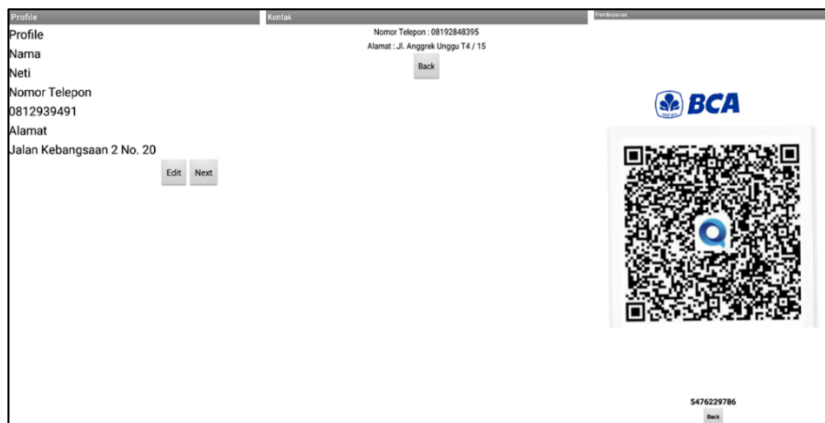 Profile
Profile
Nama
Neti
Nomor Telepon
0812939491
Alamat
Jalan Kebangsaan 2 No. 20
Edit
Next
Kontak
Nomor Telepon : 08192848395
Alamat : Jl. Anggrek Unggu T4 / 15
Back
Pembayaran
BCA
5476229786
Back